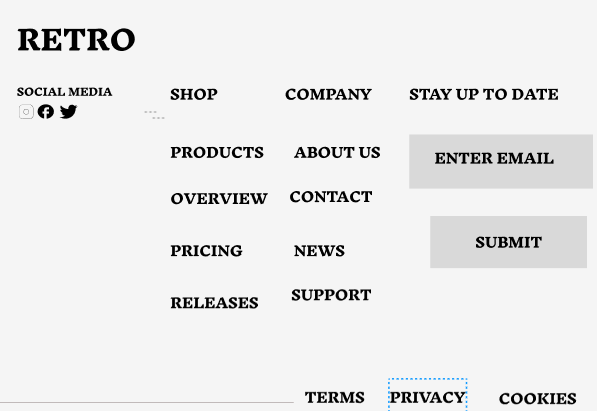 RETRO
SOCIAL MEDIA
SHOP
PRODUCTS
OVERVIEW
PRICING
RELEASES
COMPANY
ABOUT US
CONTACT
NEWS
SUPPORT
STAY UP TO DATE
ENTER EMAIL
SUBMIT
TERMS
PRIVACY
COOKIES